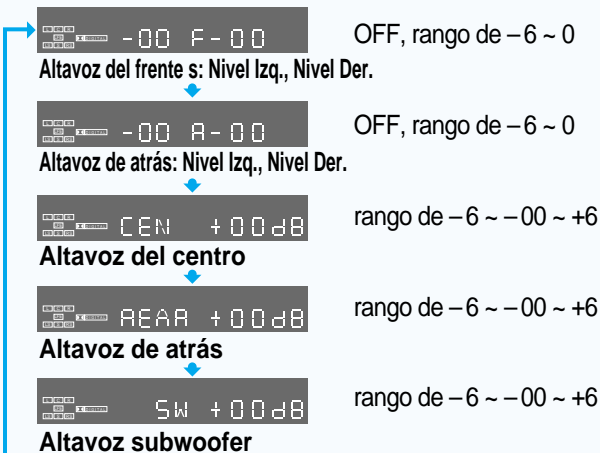 -00 F-00 OFF, rango de –6 ~ 0
Altavoz del frente s: Nivel Izq., Nivel Der.
-00 R-00 OFF, rango de –6 ~ 0
Altavoz de atrás: Nivel Izq., Nivel Der.
CEN +00dB rango de –6 ~ –00 ~ +6
Altavoz del centro
REAR +00dB rango de –6 ~ –00 ~ +6
Altavoz de atrás
SW +00dB rango de –6 ~ –00 ~ +6
Altavoz subwoofer